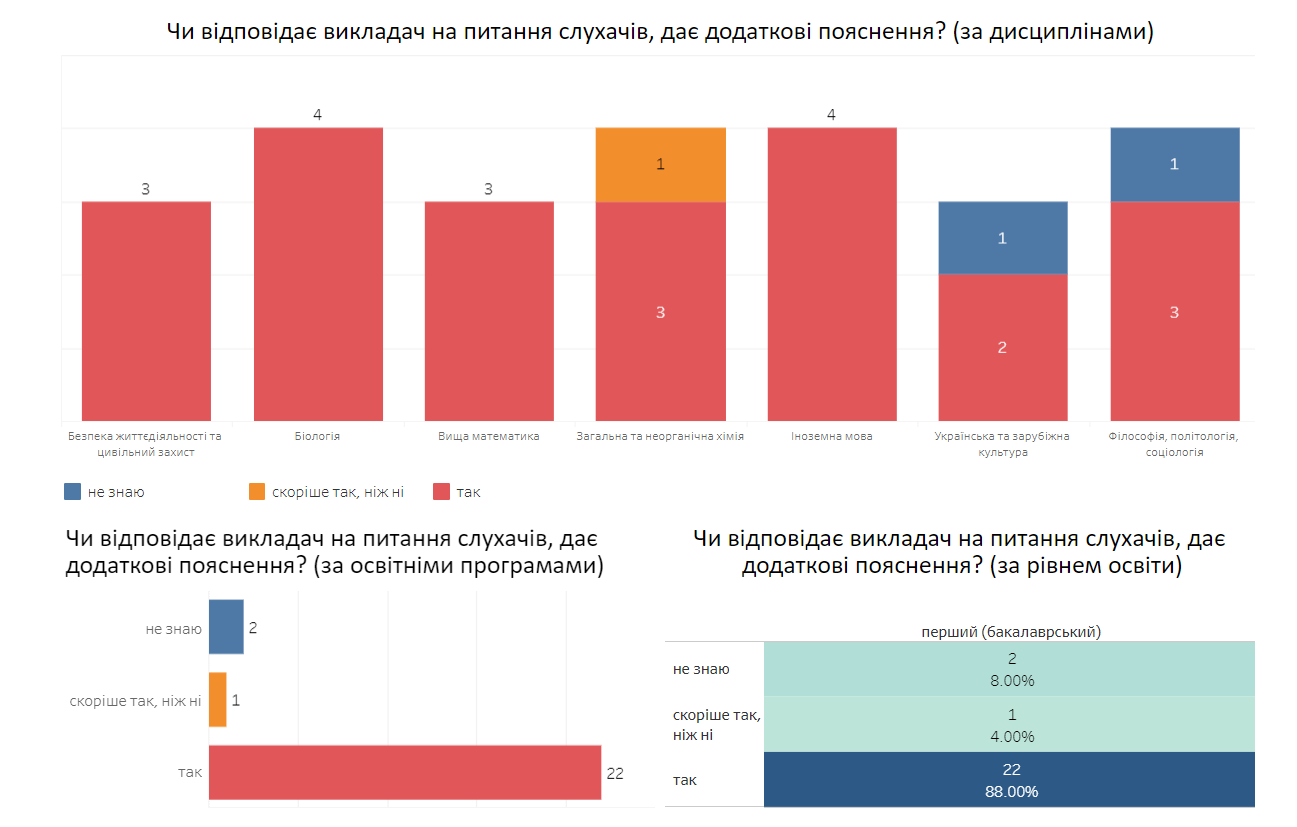 Чи відповідає викладач на питання слухачів, дає додаткові пояснення? (за дисциплінами)
3
4
3
1
3
4
1
2
1
3
Безпека життєдіяльності та
цивільний захист
Біологія
Вища математика
Загальна та неорганічна хімія
Іноземна мова
Українська та зарубіжна
культура
Філософія, політологія,
соціологія
не знаю
скоріше так, ніж ні
так
Чи відповідає викладач на питання слухачів, дає
додаткові пояснення? (за освітніми програмами)
не знаю
2
скоріше так, ніж ні
1
так
22
Чи відповідає викладач на питання слухачів, дає
додаткові пояснення? (за рівнем освіти)
перший (бакалаврський)
не знаю
2
8.00%
скоріше так,
ніж ні
1
4.00%
так
22
88.00%